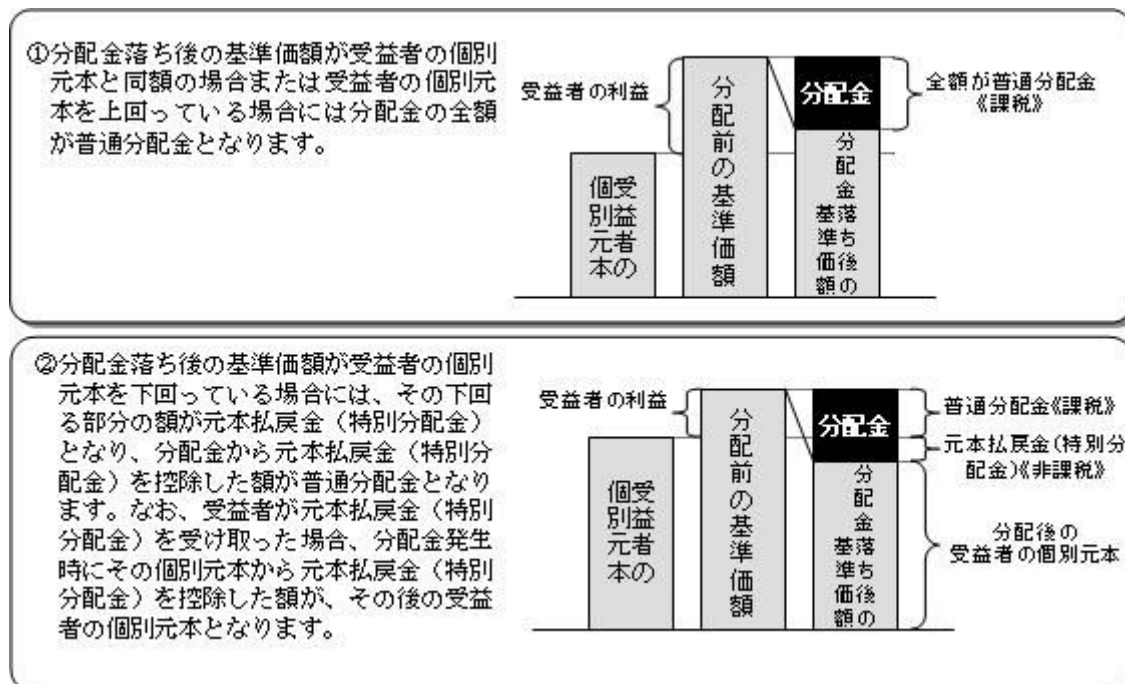 ①分配金落ち後の基準価額が受益者の個別
元本と同額の場合または受益者の個別元
本を上回っている場合には分配金の全額
が普通分配金となります。
受益者の利益
受益者の
個別元本
分配前の基準価額
分配金
分配金落ち後の
基準価額
全額が普通分配金
《課税》
②分配金落ち後の基準価額が受益者の個別
元本を下回っている場合には、その下回
る部分の額が元本払戻金（特別分配金）
となり、分配金から元本払戻金（特別分
配金）を控除した額が普通分配金となり
ます。なお、受益者が元本払戻金（特別
分配金）を受け取った場合、分配金発生
時にその個別元本から元本払戻金（特別
分配金）を控除した額が、その後の受益
者の個別元本となります。
受益者の利益
受益者の
個別元本
分配前の基準価額
分配金
分配金落ち後の
基準価額
普通分配金《課税》
元本払戻金（特別分
配金）《非課税》
分配後の
受益者の個別元本